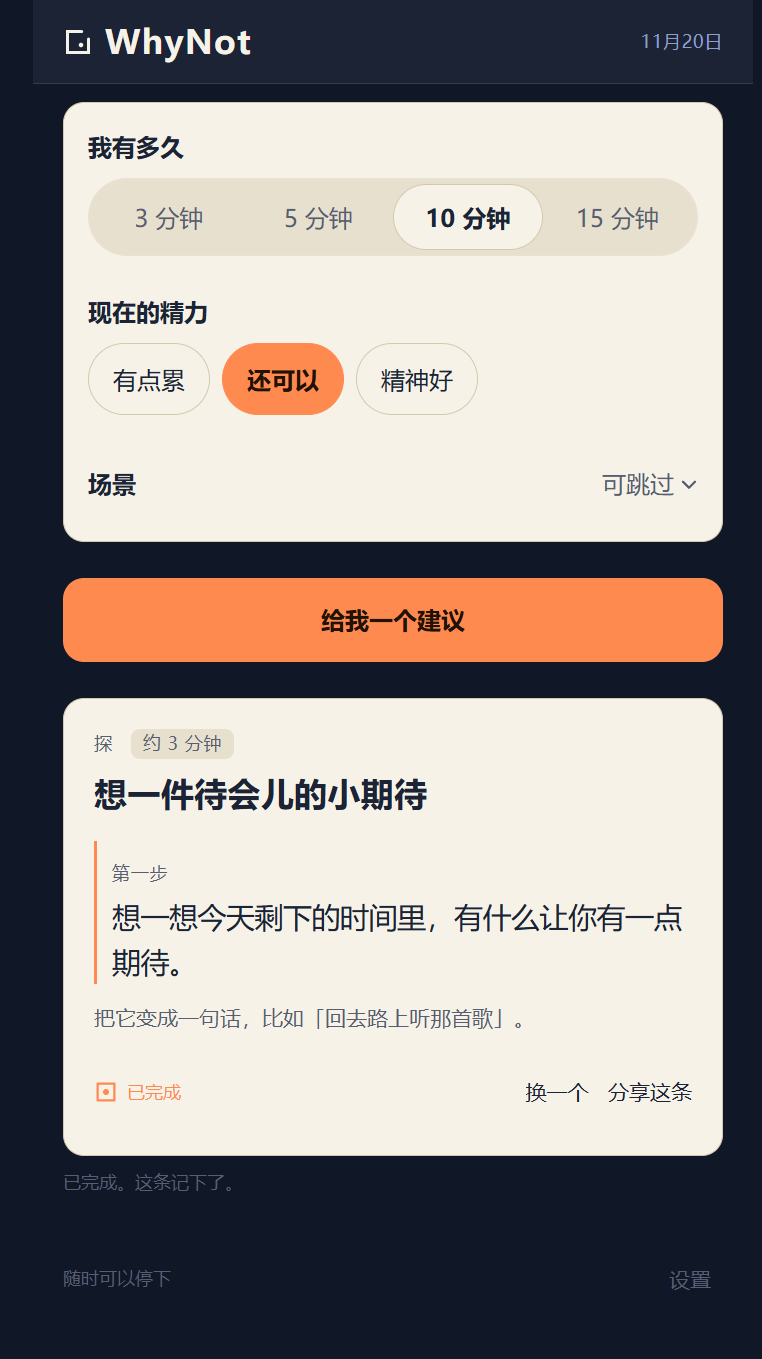 WhyNot
11月20日
我有多久
3 分钟
5 分钟
10 分钟
15 分钟
现在的精力
有点累
还可以
精神好
场景
可跳过
给我一个建议
探
约 3 分钟
想一件待会儿的小期待
第一步
想一想今天剩下的时间里，有什么让你有一点
期待。
把它变成一句话，比如「回去路上听那首歌」。
已完成
换一个
分享这条
已完成。这条记下了。
随时可以停下
设置